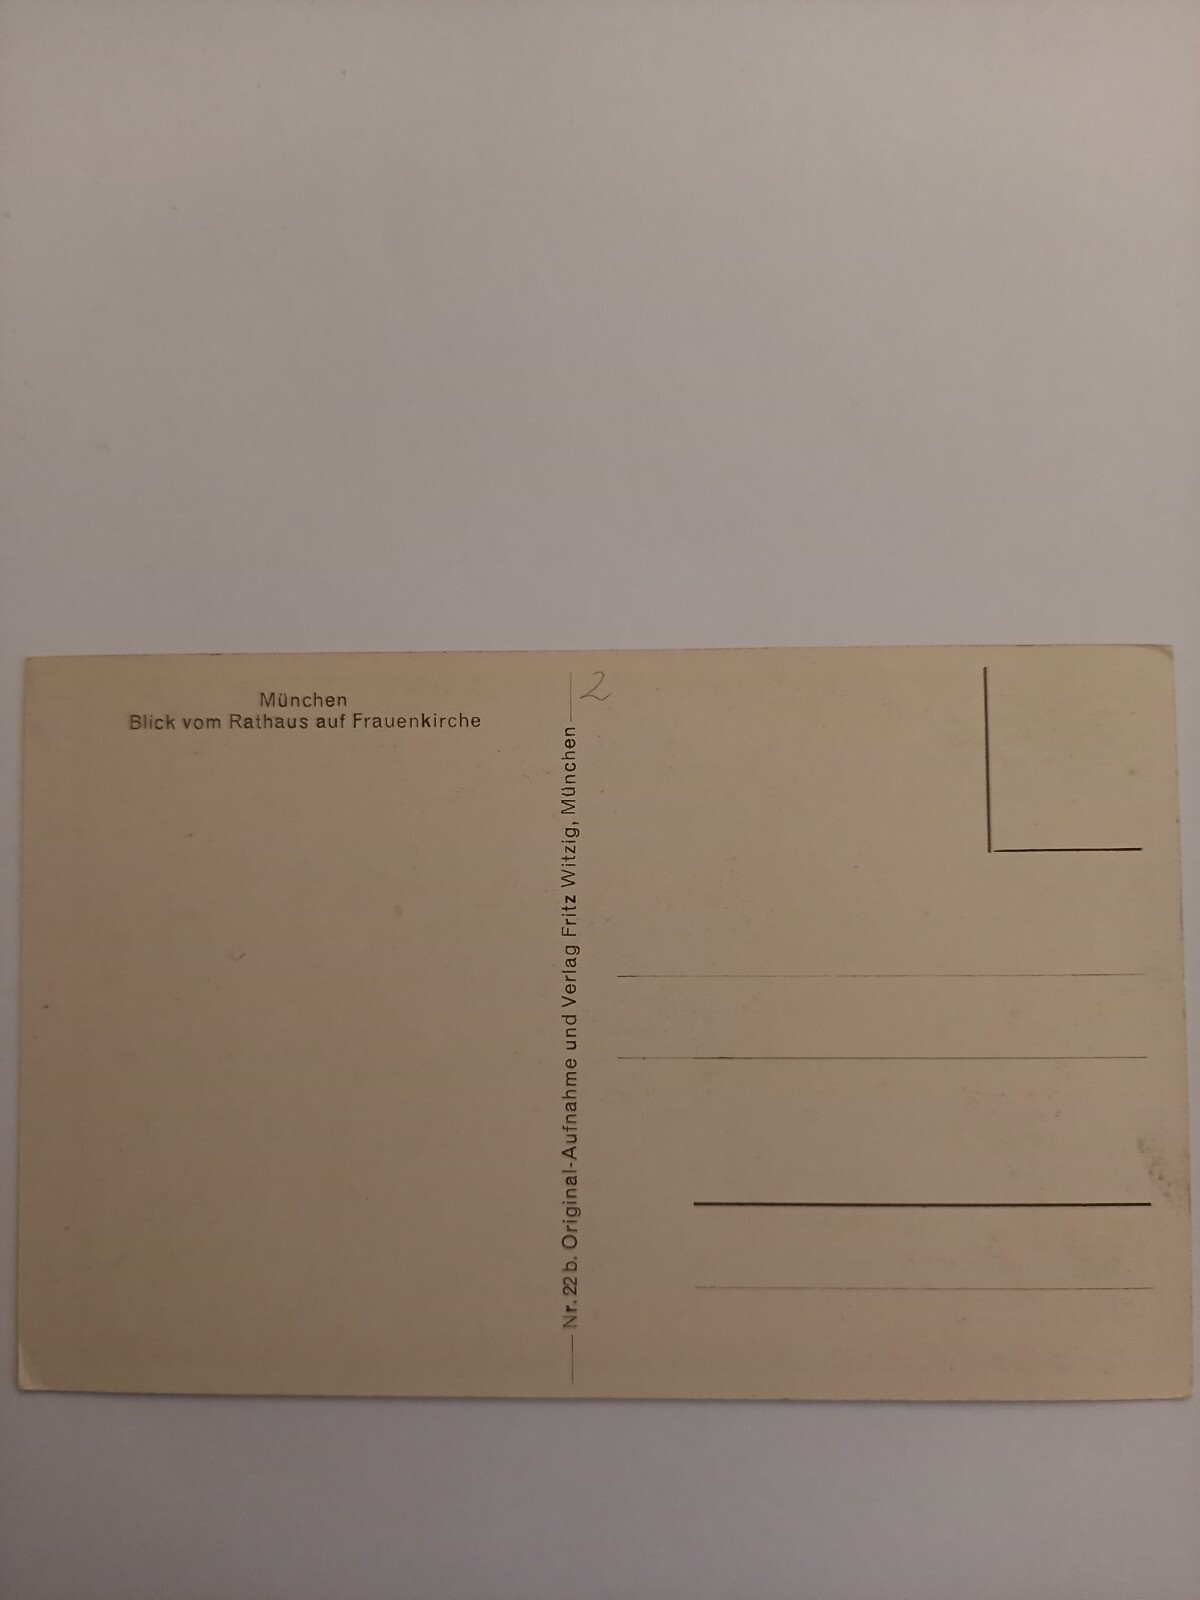 München
Blick vom Rathaus auf Frauenkirche
Nr. 22 b. Original-Aufnahme und Verlag Fritz Witzig, München
2